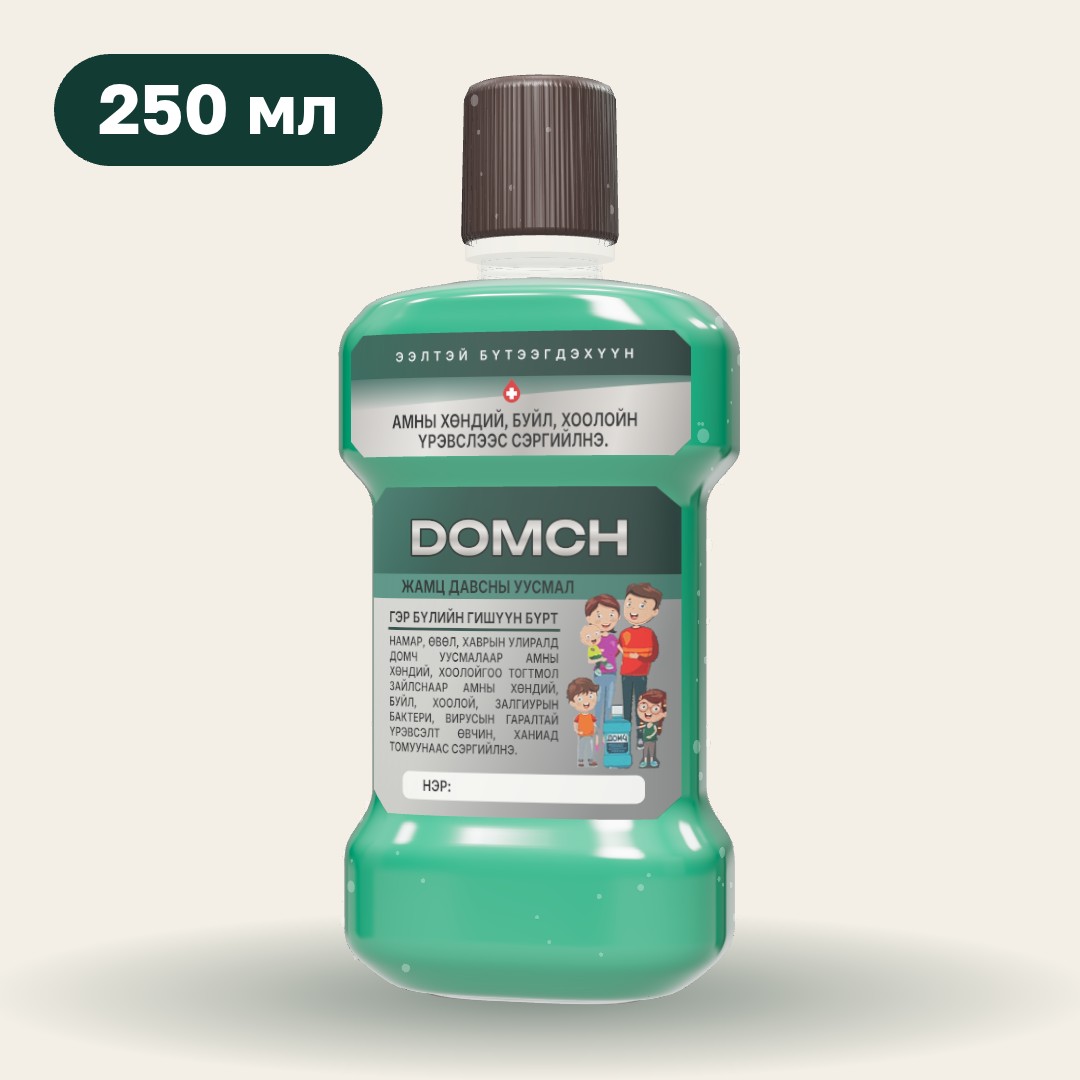 250 мл
ЭЭЛТЭЙ БҮТЭЭГДЭХҮҮН
АМНЫ ХӨНДИЙ, БУЙЛ, ХООЛОЙН
ҮРЭВСЛЭЭС СЭРГИЙЛНЭ.
DOMCH
ЖАМЦ ДАВСНЫ УУСМАЛ
ГЭР БҮЛИЙН ГИШҮҮН БҮРТ
НАМАР, ӨВӨЛ, ХАВРЫН УЛИРАЛД
ДОМЧ УУСМАЛААР АМНЫ
ХӨНДИЙ, ХООЛОЙГОО ТОГТМОЛ
ЗАЙЛСНААР АМНЫ ХӨНДИЙ,
БУЙЛ, ХООЛОЙ, ЗАЛГИУРЫН
БАКТЕРИ, ВИРУСЫН ГАРАЛТАЙ
ҮРЭВСЭЛТ ӨВЧИН, ХАНИАД
ТОМУУНААС СЭРГИЙЛНЭ.
ДОМЧ
НЭР: